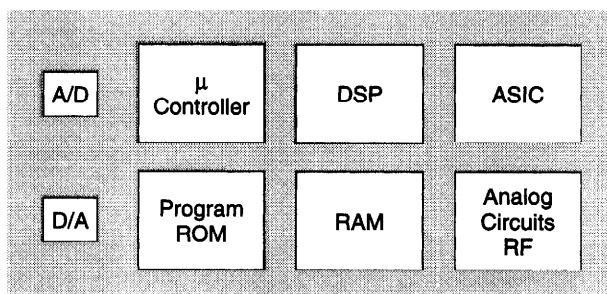 A/D
μ
Controller
DSP
ASIC
D/A
Program
ROM
RAM
Analog
Circuits
RF